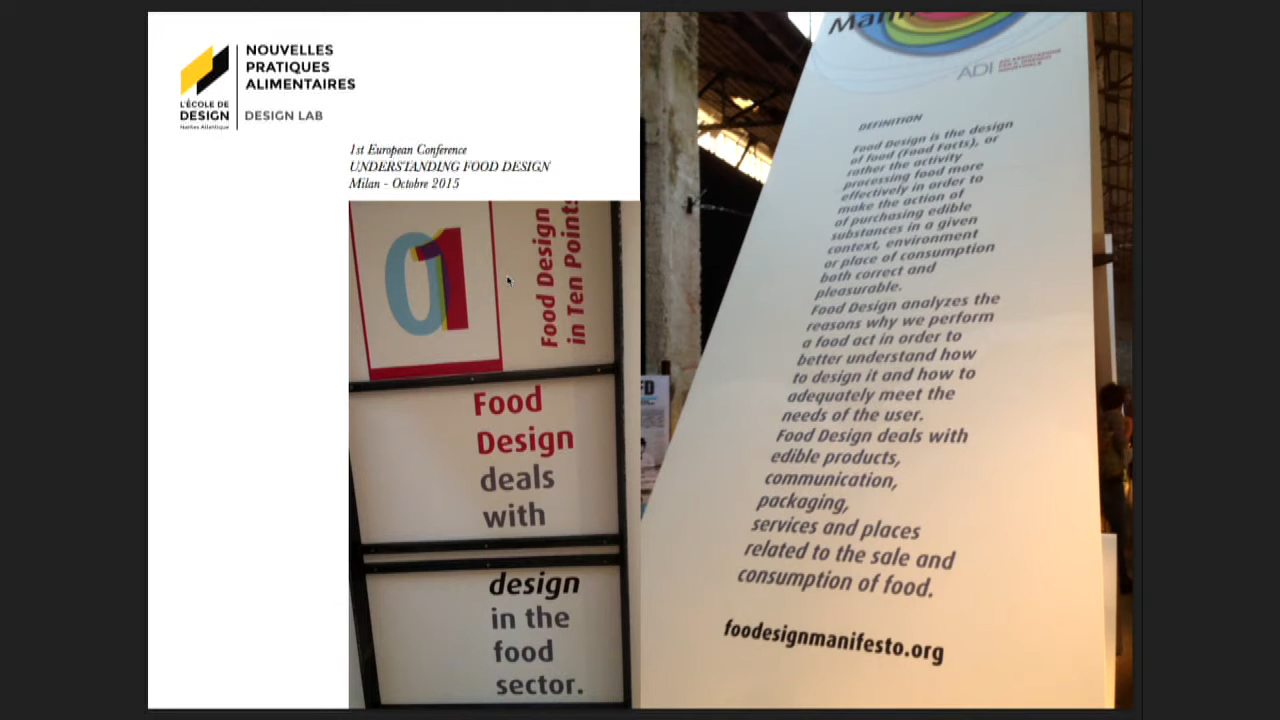 NOUVELLES
PRATIQUES
ALIMENTAIRES
L'ÉCOLE DE
DESIGN
Nantes Atlantique
DESIGN LAB
1st European Conference
UNDERSTANDING FOOD DESIGN
Milan - Octobre 2015
01
Food Design
in Ten Points
Food
Design
deals
with
design
in the
food
sector.
ADI
DEFINITION
Food Design is the design
of food (Food Facts), or
rather the activity
processing food more
effectively in order to
make the action of
of purchasing edible
substances in a given
context, environment
or place of consumption
both correct and
pleasurable.
Food Design analyzes the
reasons why we perform
a food act in order to
better understand how
to design it and how to
adequately meet the
needs of the user.
Food Design deals with
edible products,
communication,
packaging,
services and places
related to the sale and
consumption of food.
foodesignmanifesto.org